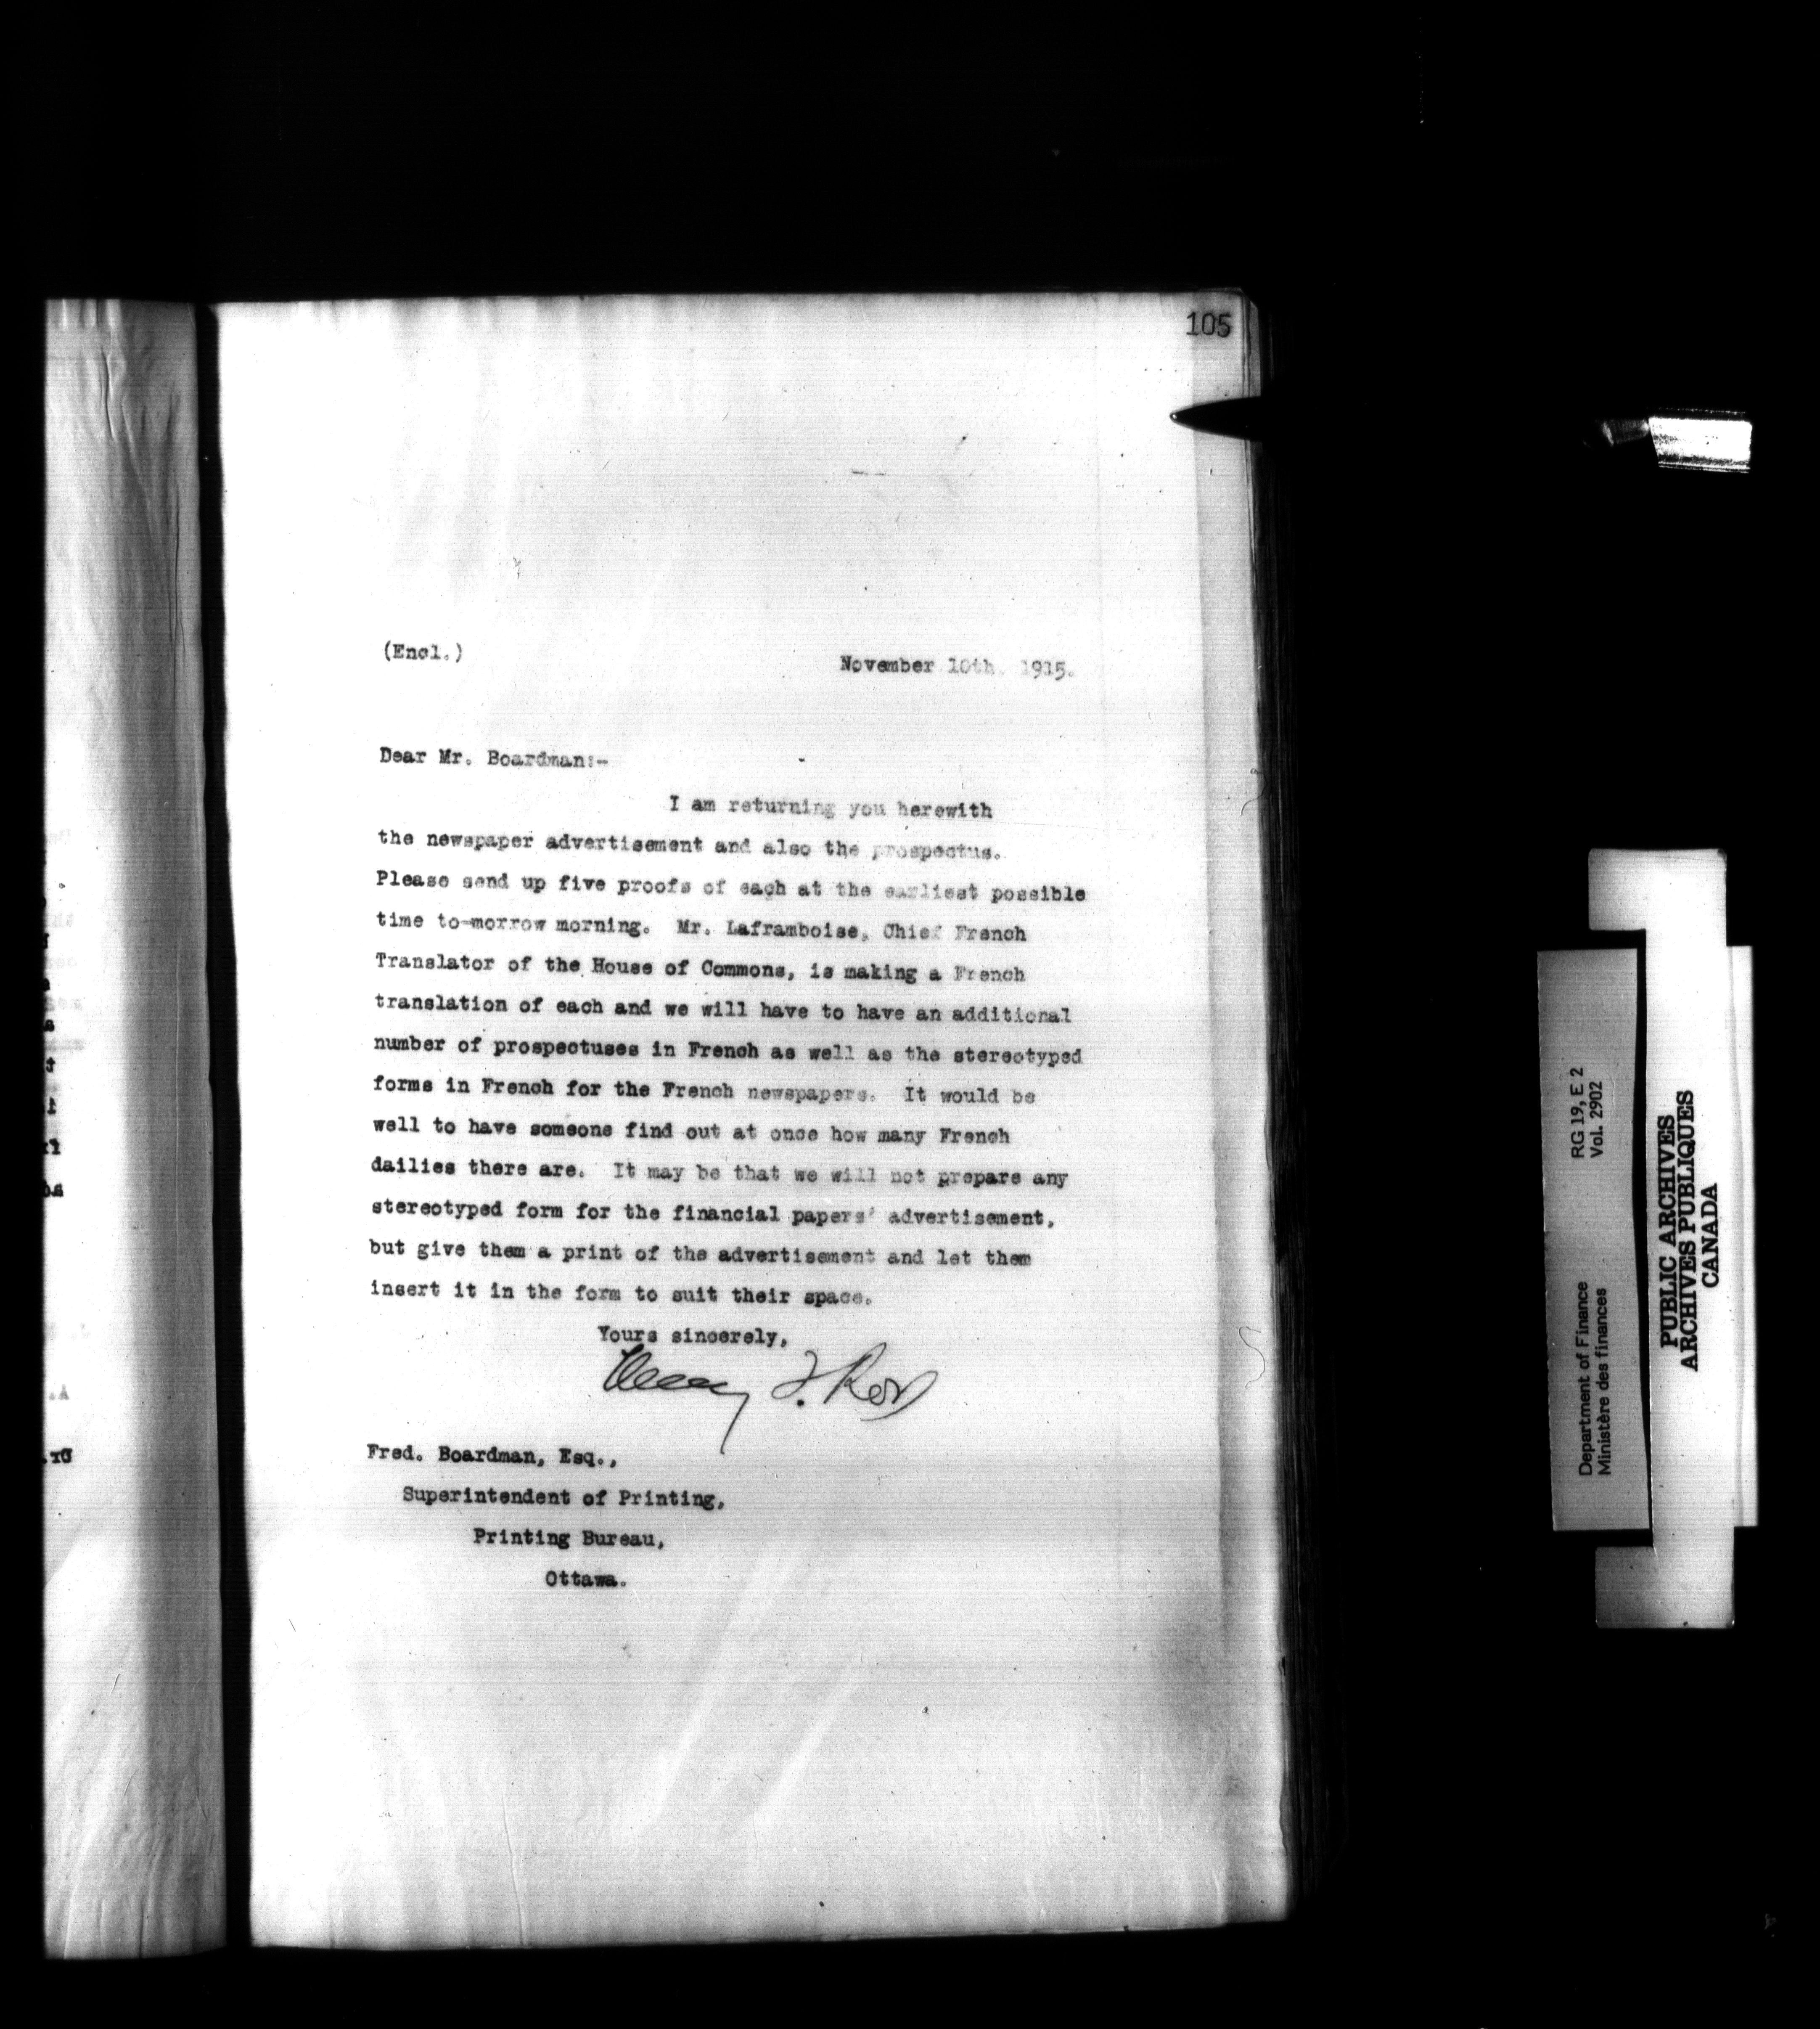 105
(Encl.)
November 10th. 1915.
Dear Mr. Boardman:-
I am returning you herewith
the newspaper advertisement and also the prospectus.
Please send up five proofs of each at the earliest possible
time to-morrow morning. Mr. Laframboise, Chief French
Translator of the House of Commons, is making a French
translation of each and we will have to have an additional
number of prospectuses in French as well as the stereotyped
forms in French for the French newspapers. It would be
well to have someone find out at once how many French
dailies there are. It may be that we will not prepare any
stereotyped form for the financial papers' advertisement,
but give them a print of the advertisement and let them
insert it in the form to suit their space.
Yours sincerely,
Fred. Boardman, Esq.,
Superintendent of Printing,
Printing Bureau,
Ottawa.
Department of Finance RG 19, E 2
Ministère des finances Vol. 2902
PUBLIC ARCHIVES
ARCHIVES PUBLIQUES
CANADA